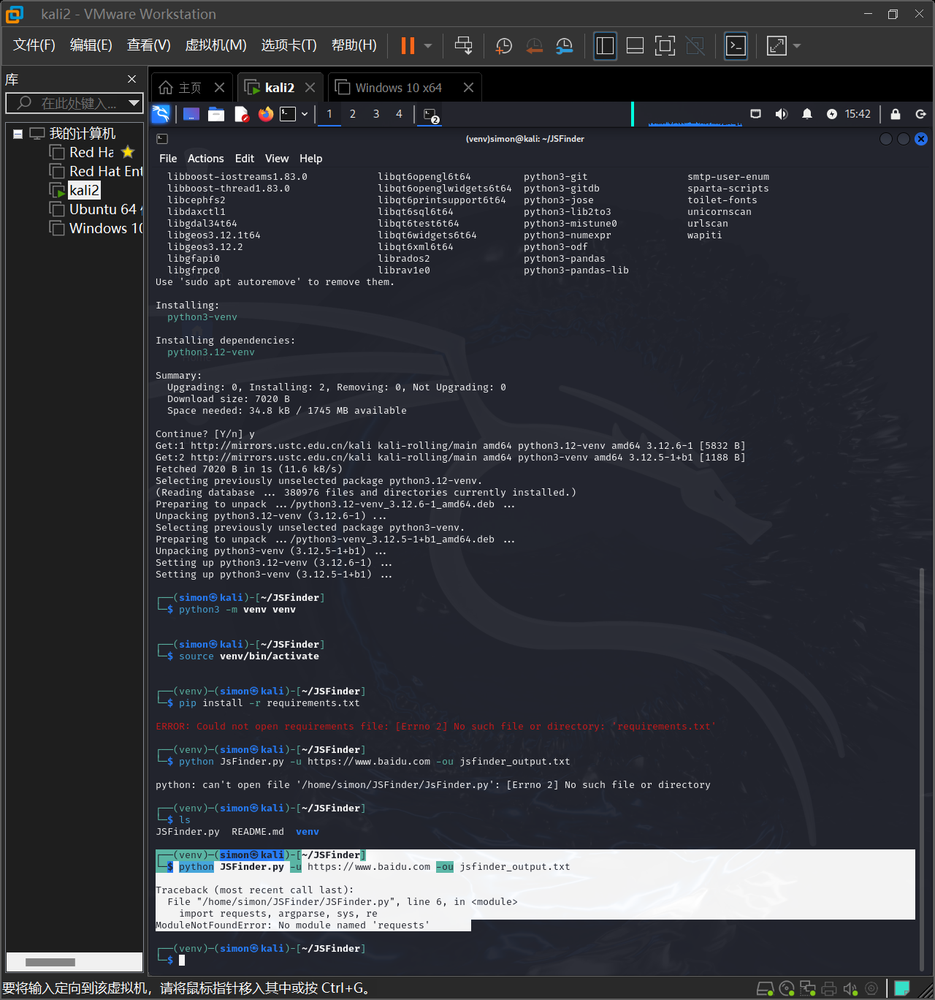 kali2 - VMware Workstation
文件(F) 编辑(E) 查看(V) 虚拟机(M) 选项卡(T) 帮助(H)
库
在此处键入...
我的计算机
Red Ha
Red Hat Ent
kali2
Ubuntu 64
Windows 10
主页 kali2 Windows 10 x64
1 2 3 4 2 15:42
(venv)simon@kali: ~/JSFinder
File Actions Edit View Help
libboost-iostreams1.83.0 libqt6opengl6t64 python3-git smtp-user-enum
libboost-thread1.83.0 libqt6openglwidgets6t64 python3-gitdb sparta-scripts
libcephfs2 libqt6printsupport6t64 python3-jose toilet-fonts
libdaxctl1 libqt6sql6t64 python3-lib2to3 unicornscan
libgdal34t64 libqt6test6t64 python3-mistune0 urlscan
libgeos3.12.1t64 libqt6widgets6t64 python3-numexpr wapiti
libgeos3.12.2 libqt6xml6t64 python3-odf
libgfapi0 librados2 python3-pandas
libgfrpc0 librav1e0 python3-pandas-lib
Use 'sudo apt autoremove' to remove them.
Installing:
python3-venv
Installing dependencies:
python3.12-venv
Summary:
Upgrading: 0, Installing: 2, Removing: 0, Not Upgrading: 0
Download size: 7020 B
Space needed: 34.8 kB / 1745 MB available
Continue? [Y/n] y
Get:1 http://mirrors.ustc.edu.cn/kali kali-rolling/main amd64 python3.12-venv amd64 3.12.6-1 [5832 B]
Get:2 http://mirrors.ustc.edu.cn/kali kali-rolling/main amd64 python3-venv amd64 3.12.5-1+b1 [1188 B]
Fetched 7020 B in 1s (11.6 kB/s)
Selecting previously unselected package python3.12-venv.
(Reading database ... 380976 files and directories currently installed.)
Preparing to unpack .../python3.12-venv_3.12.6-1_amd64.deb ...
Unpacking python3.12-venv (3.12.6-1) ...
Selecting previously unselected package python3-venv.
Preparing to unpack .../python3-venv_3.12.5-1+b1_amd64.deb ...
Unpacking python3-venv (3.12.5-1+b1) ...
Setting up python3.12-venv (3.12.6-1) ...
Setting up python3-venv (3.12.5-1+b1) ...
┌──(simon㉿kali)-[~/JSFinder]
└─$ python3 -m venv venv
┌──(simon㉿kali)-[~/JSFinder]
└─$ source venv/bin/activate
┌──(venv)─(simon㉿kali)-[~/JSFinder]
└─$ pip install -r requirements.txt
ERROR: Could not open requirements file: [Errno 2] No such file or directory: 'requirements.txt'
┌──(venv)─(simon㉿kali)-[~/JSFinder]
└─$ python JsFinder.py -u https://www.baidu.com -ou jsfinder_output.txt
python: can't open file '/home/simon/JSFinder/JsFinder.py': [Errno 2] No such file or directory
┌──(venv)─(simon㉿kali)-[~/JSFinder]
└─$ ls
JSFinder.py README.md venv
┌──(venv)─(simon㉿kali)-[~/JSFinder]
└─$ python JSFinder.py -u https://www.baidu.com -ou jsfinder_output.txt
Traceback (most recent call last):
File "/home/simon/JSFinder/JSFinder.py", line 6, in <module>
import requests, argparse, sys, re
ModuleNotFoundError: No module named 'requests'
┌──(venv)─(simon㉿kali)-[~/JSFinder]
└─$
要将输入定向到该虚拟机，请将鼠标指针移入其中或按 Ctrl+G。